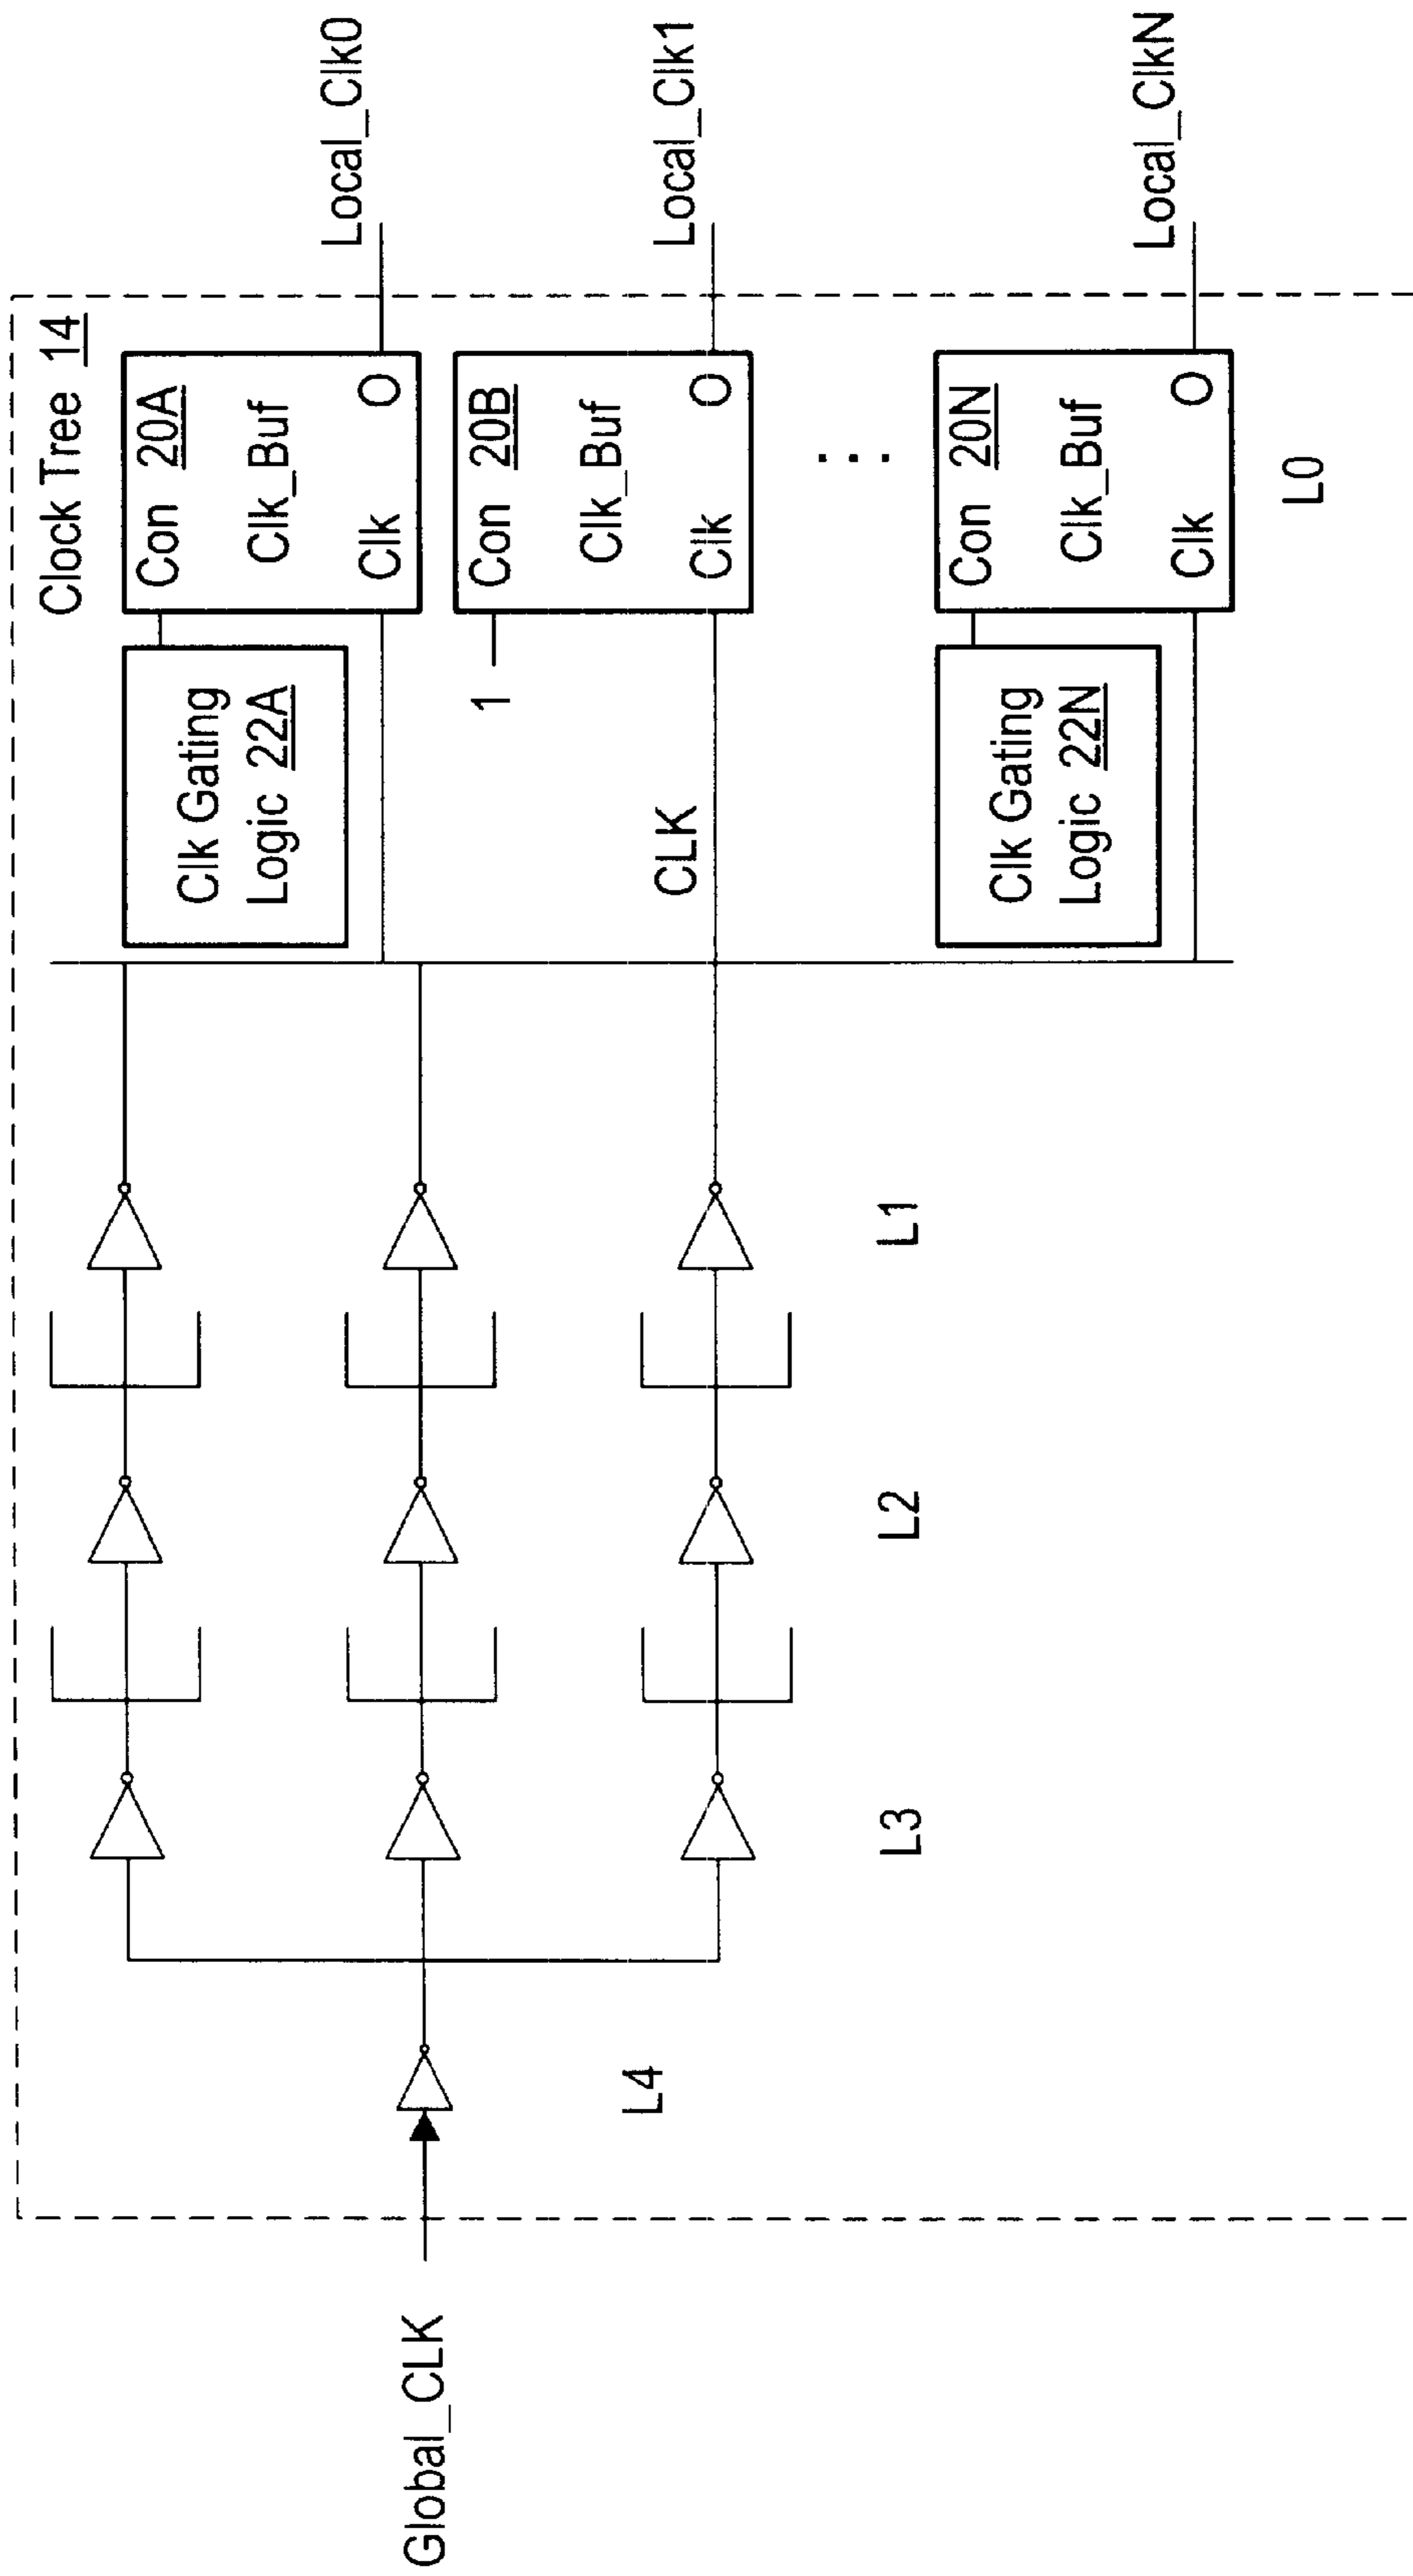 Clock Tree 14
Con 20A
Clk_Buf
Clk O
Local_Clk0
Clk Gating
Logic 22A
Con 20B
Clk_Buf
Clk O
Local_Clk1
1
CLK
Con 20N
Clk_Buf
Clk O
Local_ClkN
Clk Gating
Logic 22N
Global_CLK
L4
L3
L2
L1
L0